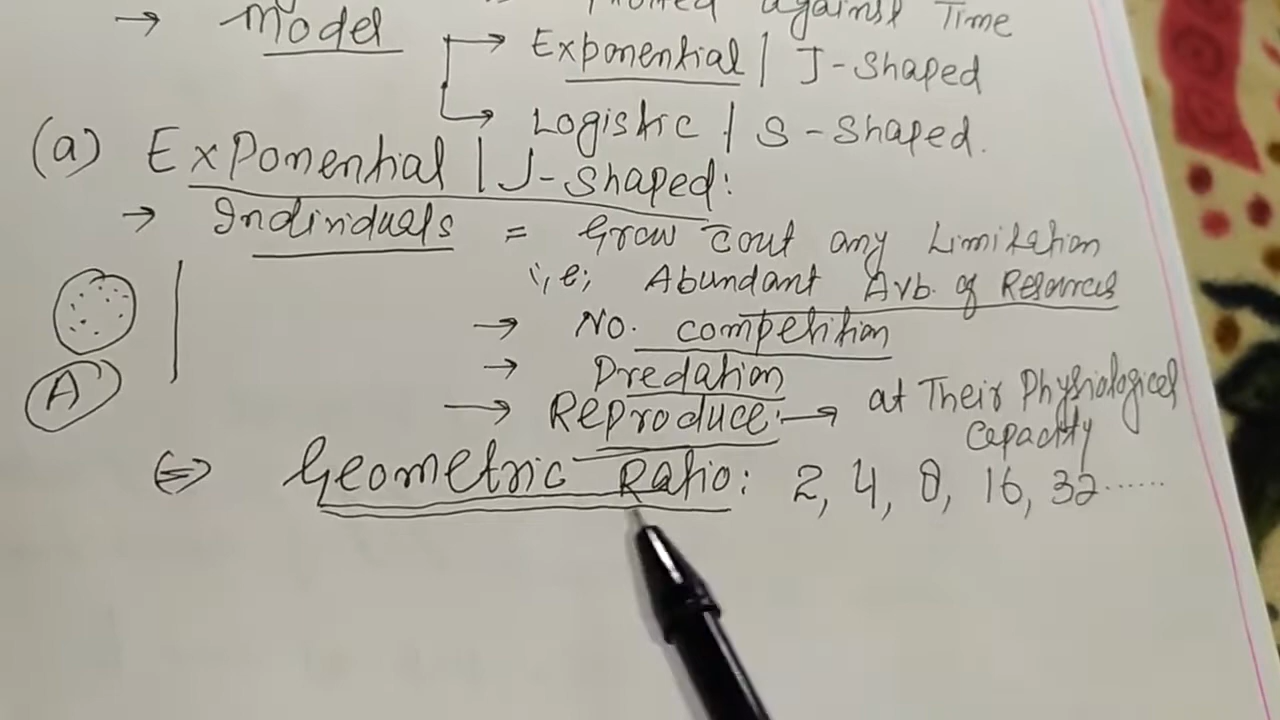 Plotted against Time
→ Model → Exponential | J-Shaped
→ Logistic | S-Shaped.
(a) Exponential | J-Shaped:
→ Individuals = Grow c̄out any Limitation
i,e; Abundant Avb. of Resources
→ No. competition
→ Predation
→ Reproduce: → at Their Physiological Capacity
A
⇒ Geometric Ratio: 2, 4, 8, 16, 32......